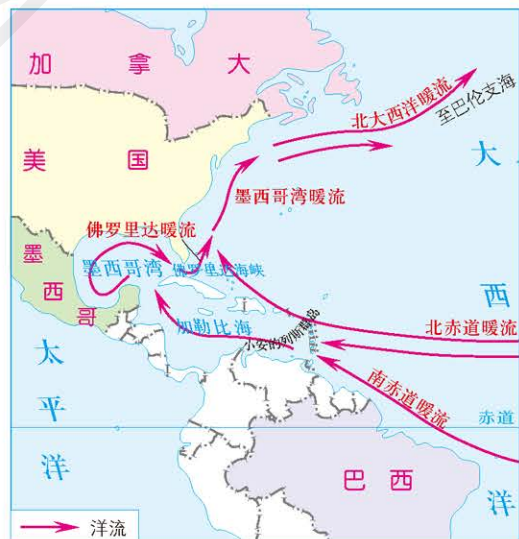 加拿大
北大西洋暖流
至巴伦支海
大
美国
墨西哥湾暖流
佛罗里达暖流
墨西哥
墨西哥湾
佛罗里达海峡
西
加勒比海
小安的列斯群岛
北赤道暖流
太平洋
南赤道暖流
赤道
巴西
洋
洋流